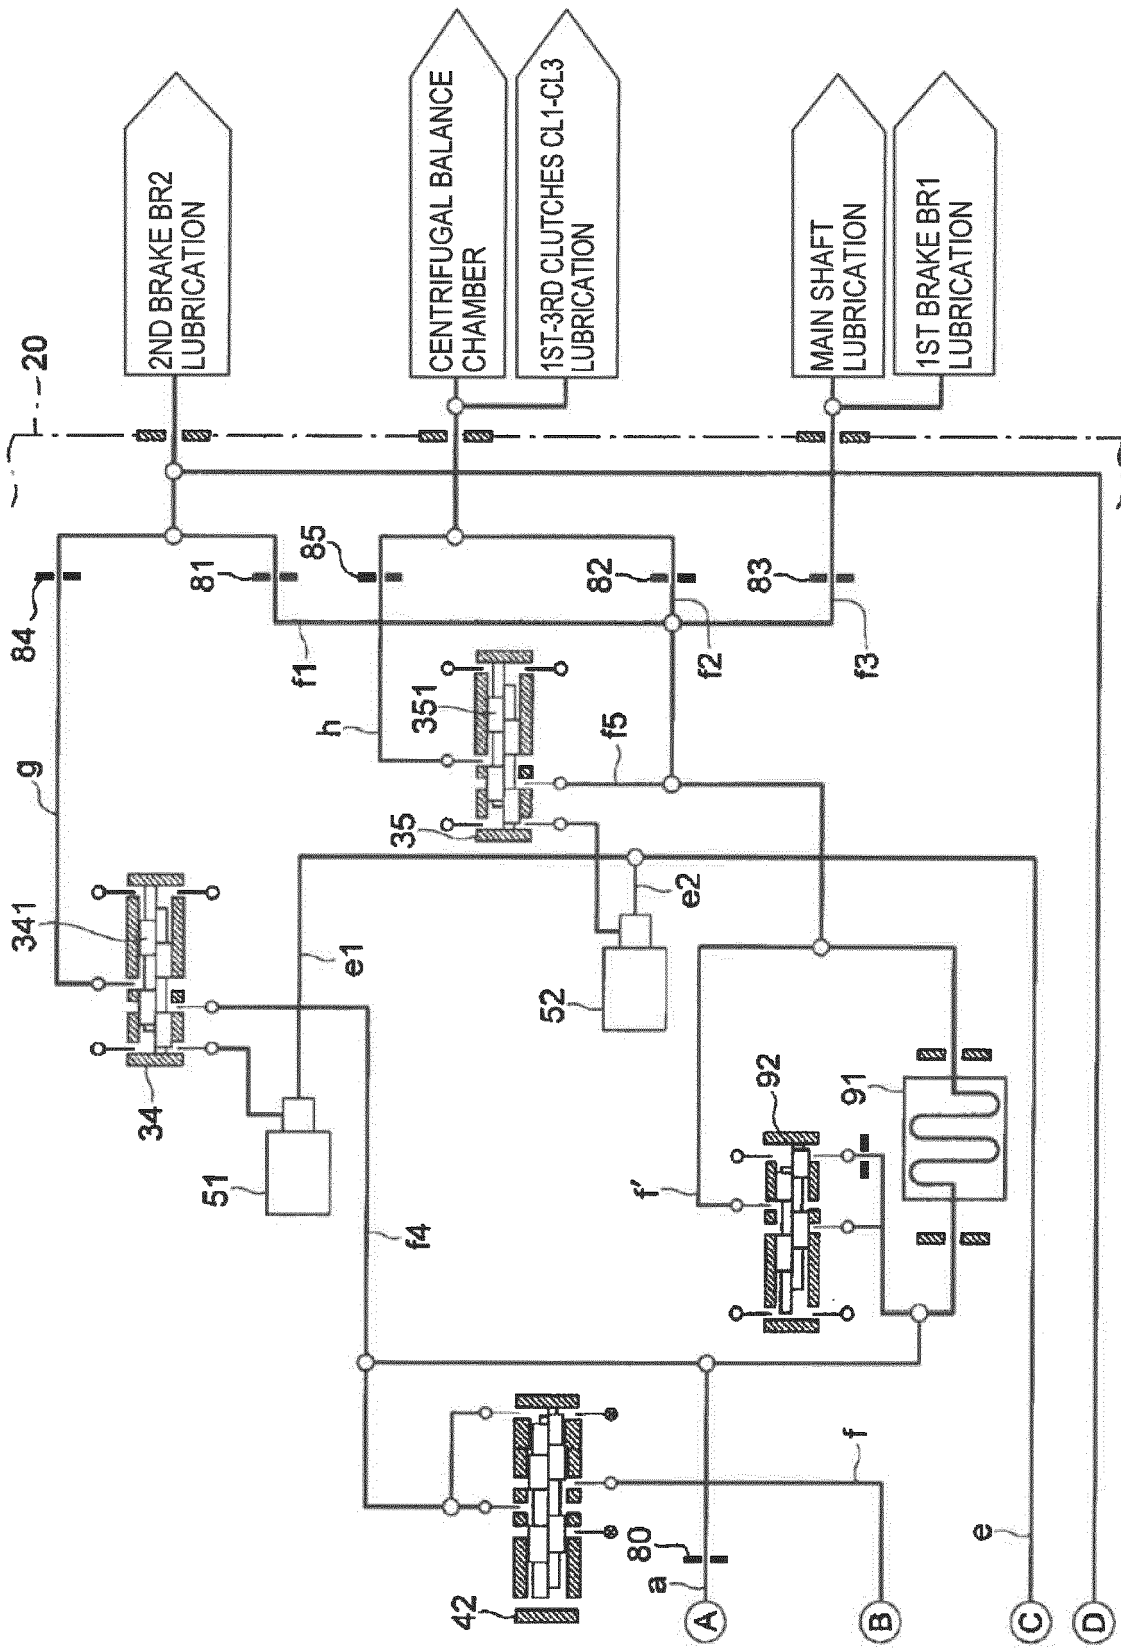 20
2ND BRAKE BR2
LUBRICATION
CENTRIFUGAL BALANCE
CHAMBER
1ST-3RD CLUTCHES CL1-CL3
LUBRICATION
MAIN SHAFT
LUBRICATION
1ST BRAKE BR1
LUBRICATION
84
81
85
82
83
f1
f2
f3
g
h
351
f5
35
341
34
e1
e2
52
51
92
91
f'
f4
42
80
a
f
e
A
B
C
D